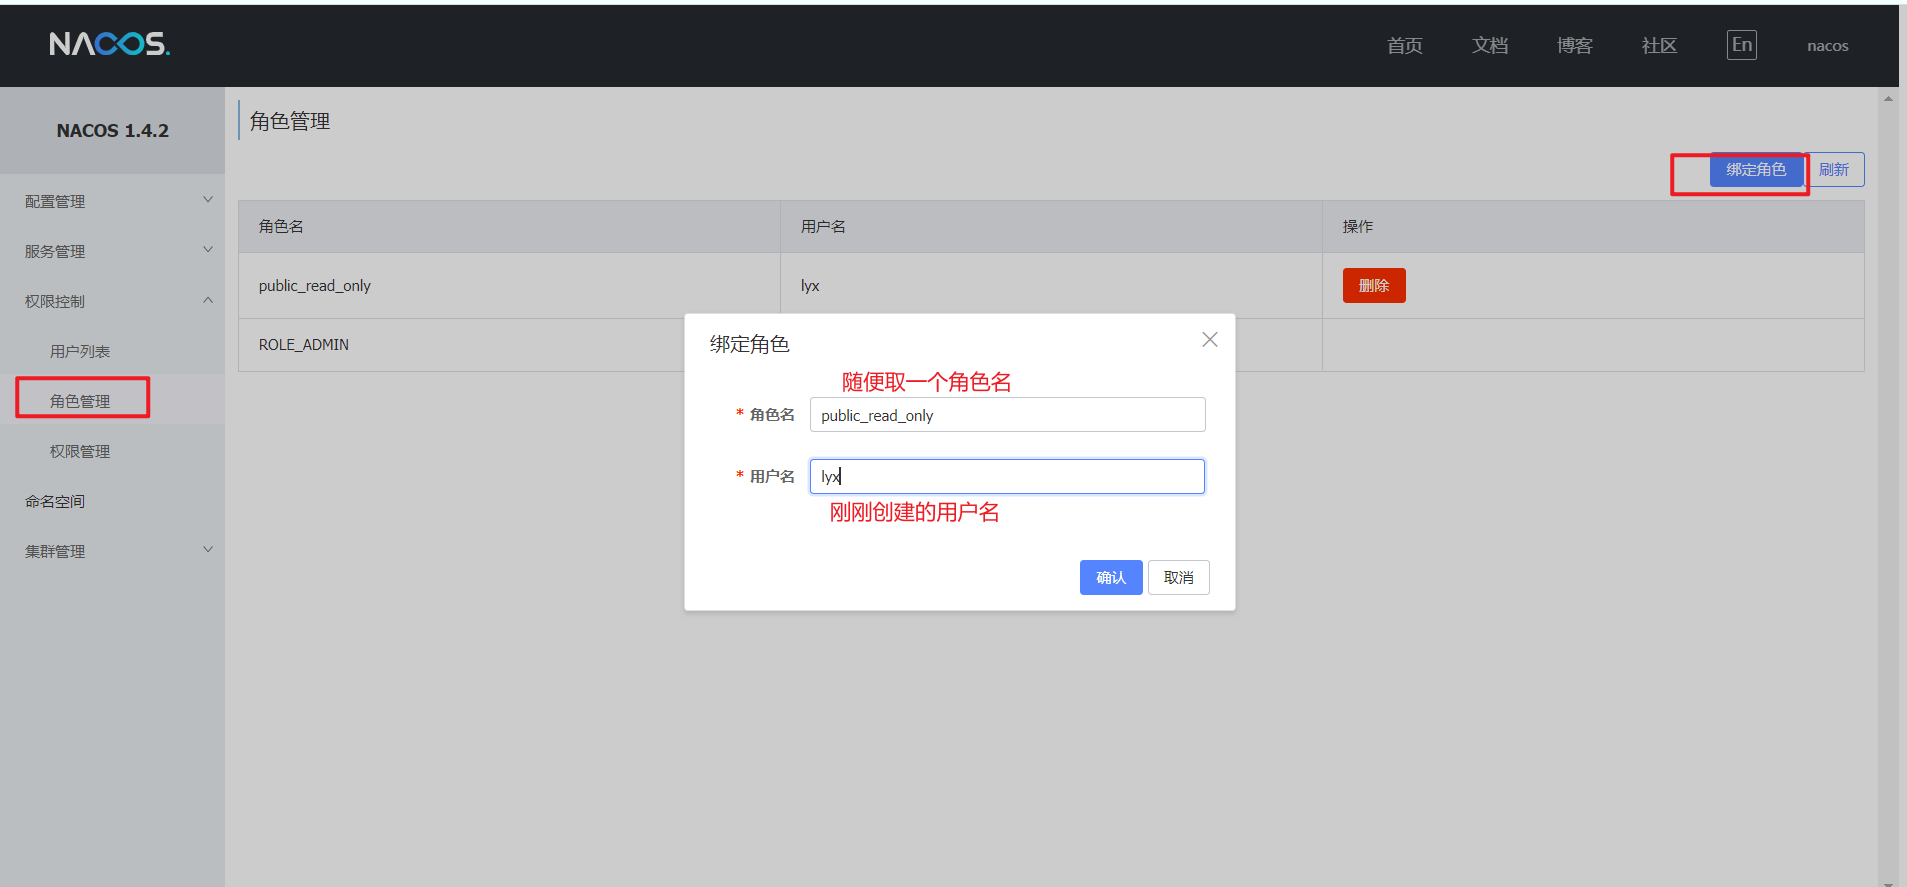 NACOS.
首页
文档
博客
社区
En
nacos
NACOS 1.4.2
配置管理
服务管理
权限控制
用户列表
角色管理
权限管理
命名空间
集群管理
角色管理
绑定角色
刷新
角色名
用户名
操作
public_read_only
lyx
删除
ROLE_ADMIN
绑定角色
随便取一个角色名
* 角色名
public_read_only
* 用户名
lyx
刚刚创建的用户名
确认
取消